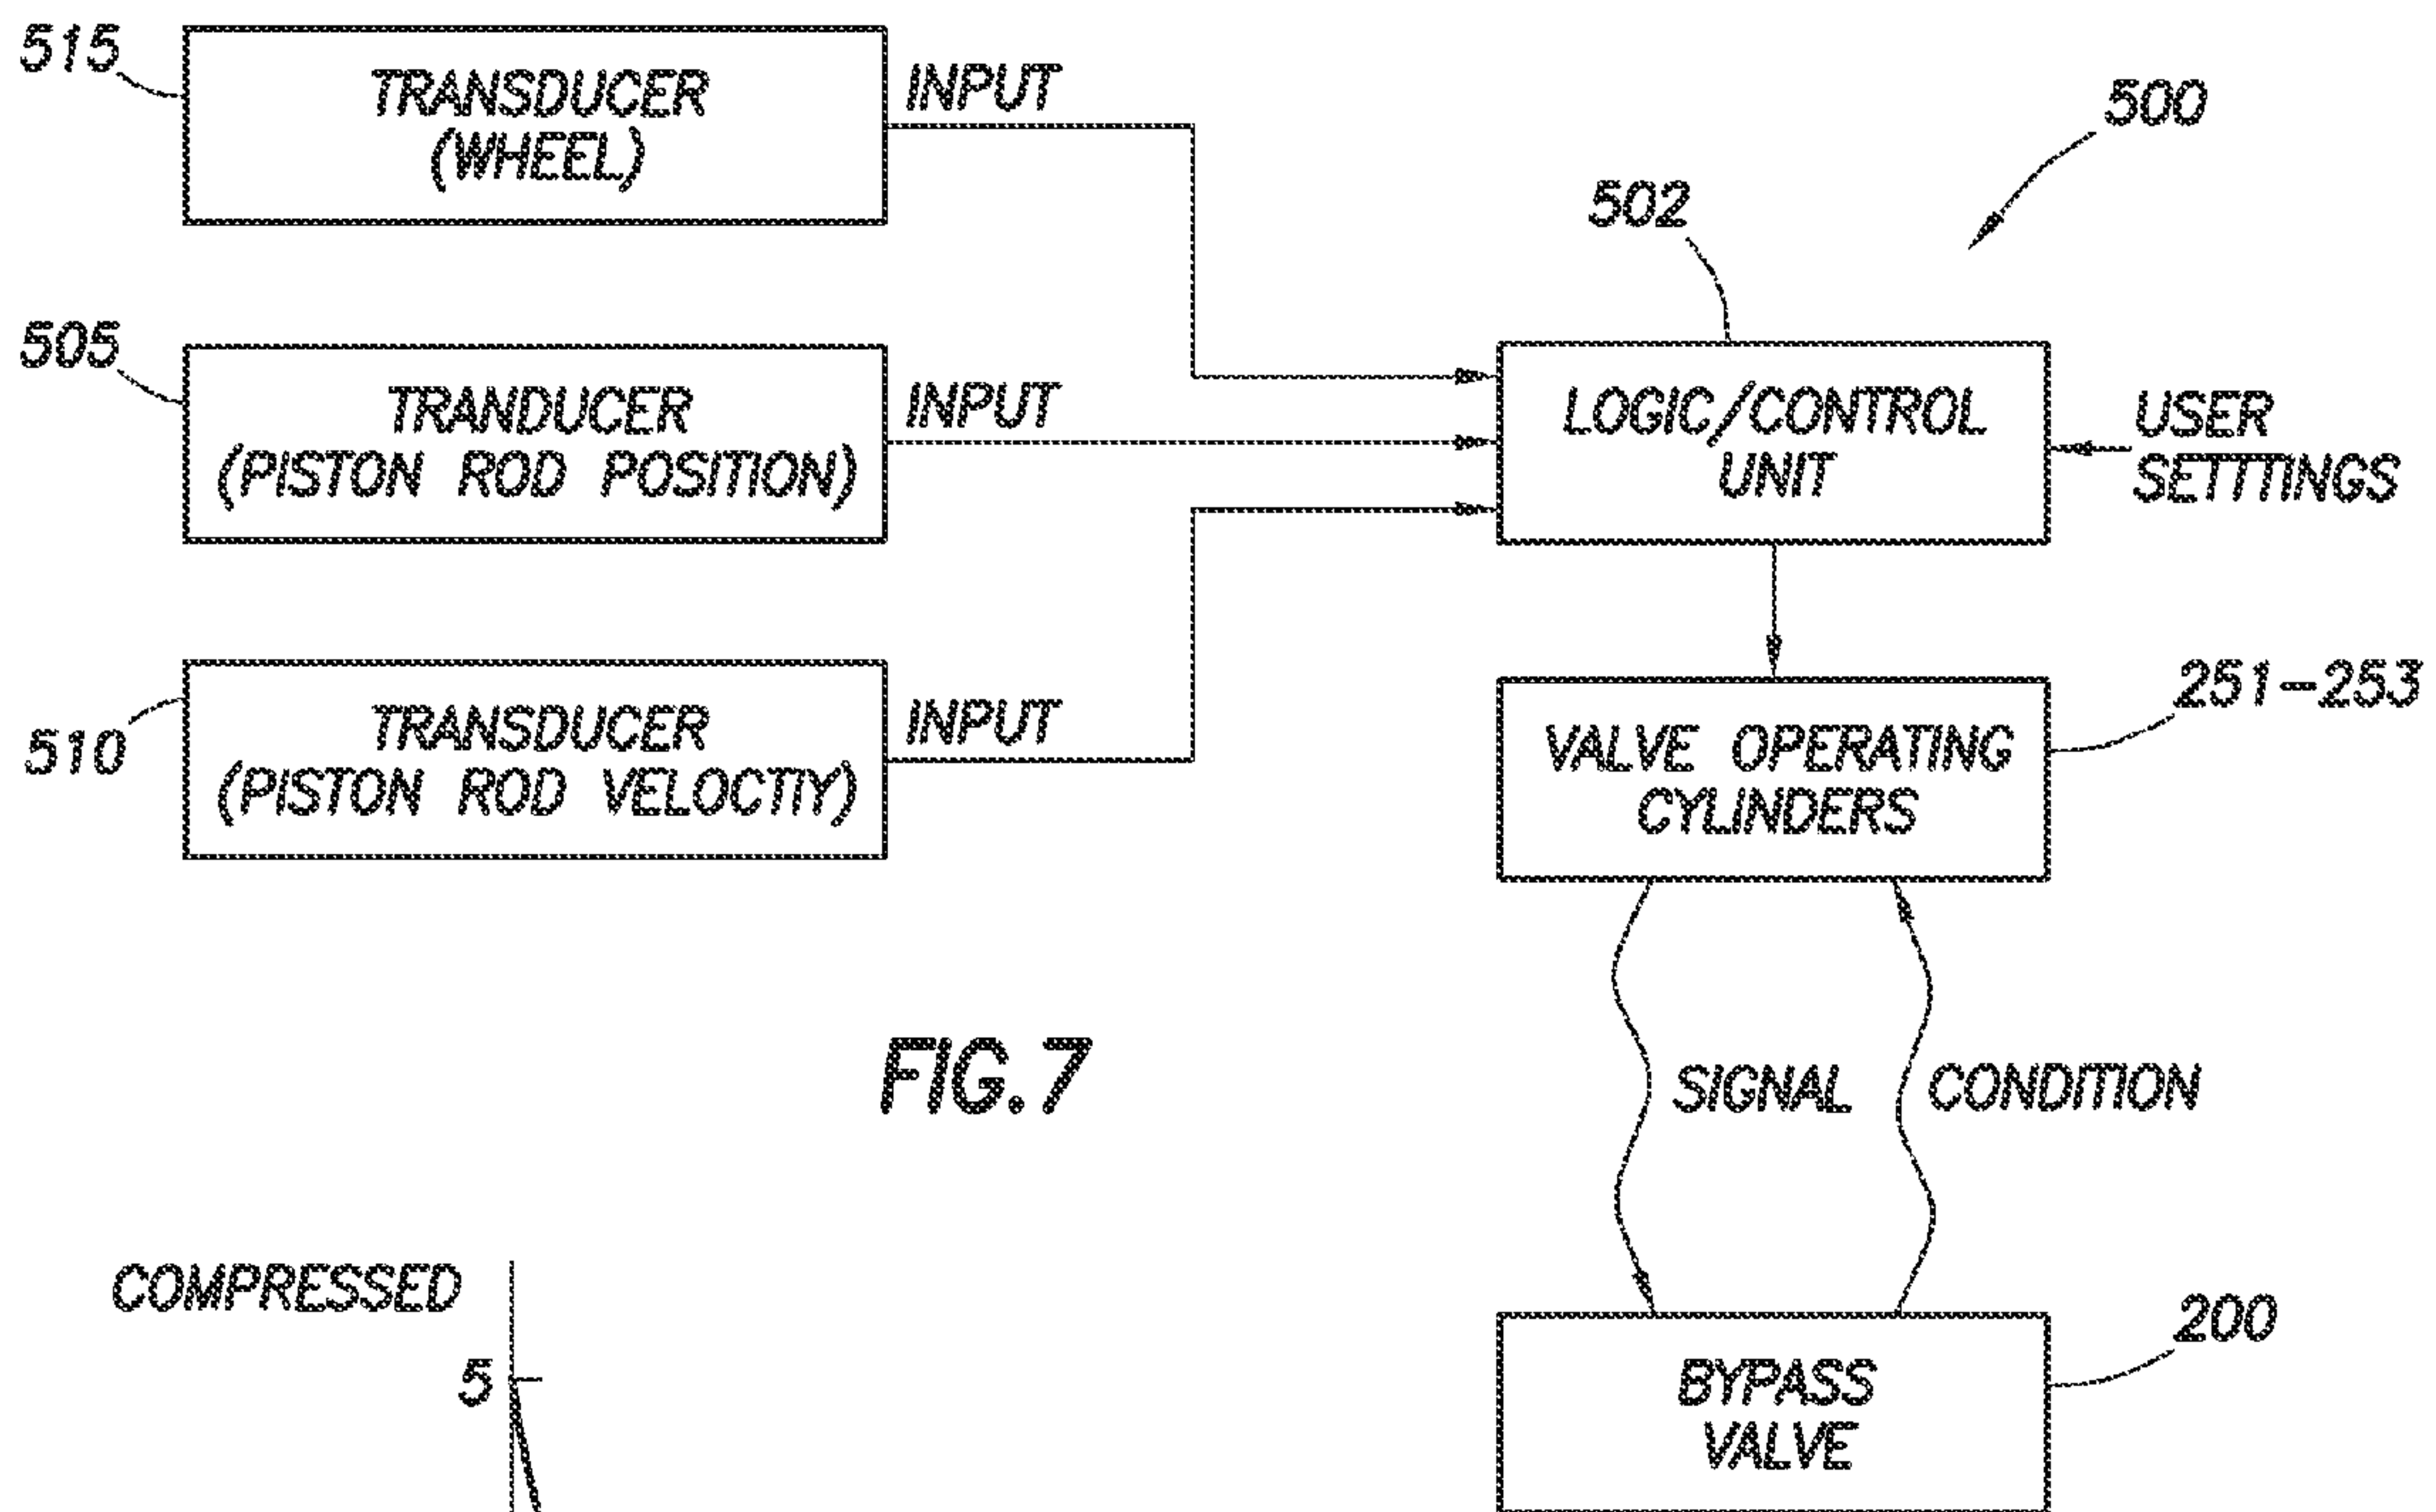 515
TRANSDUCER
(WHEEL)
INPUT
500
502
505
TRANDUCER
(PISTON ROD POSITION)
INPUT
LOGIC/CONTROL
UNIT
USER
SETTTINGS
510
TRANSDUCER
(PISTON ROD VELOCTIY)
INPUT
251-253
VALVE OPERATING
CYLINDERS
FIG.7
SIGNAL
CONDITION
COMPRESSED
5
200
BYPASS
VALVE